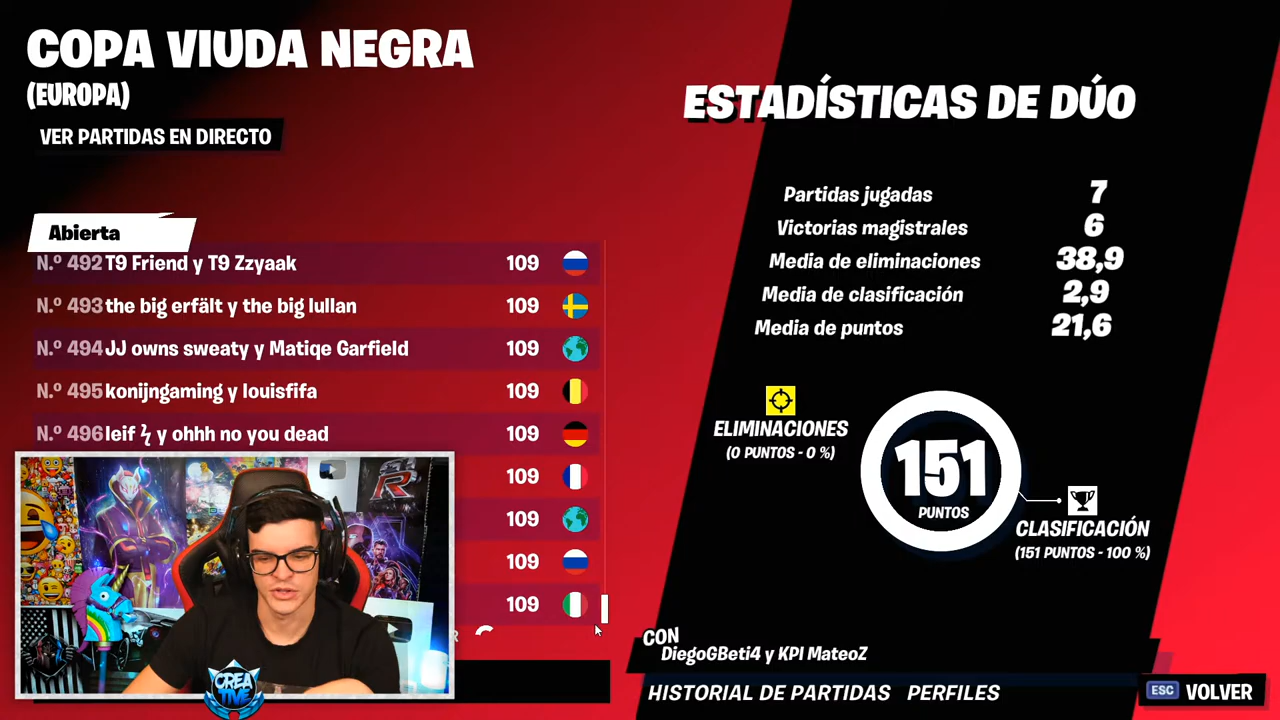 COPA VIUDA NEGRA
(EUROPA)
VER PARTIDAS EN DIRECTO
Abierta
N.º 492 T9 Friend y T9 Zzyaak 109
N.º 493 the big erfält y the big lullan 109
N.º 494 JJ owns sweaty y Matiqe Garfield 109
N.º 495 konijngaming y louisfifa 109
N.º 496 leif ϟ y ohhh no you dead 109
109
109
109
109
CREA
TIVE
ESTADÍSTICAS DE DÚO
Partidas jugadas 7
Victorias magistrales 6
Media de eliminaciones 38,9
Media de clasificación 2,9
Media de puntos 21,6
ELIMINACIONES
(0 PUNTOS - 0 %)
151
PUNTOS
CLASIFICACIÓN
(151 PUNTOS - 100 %)
CON
DiegoGBeti4 y KPI MateoZ
HISTORIAL DE PARTIDAS PERFILES
ESC VOLVER